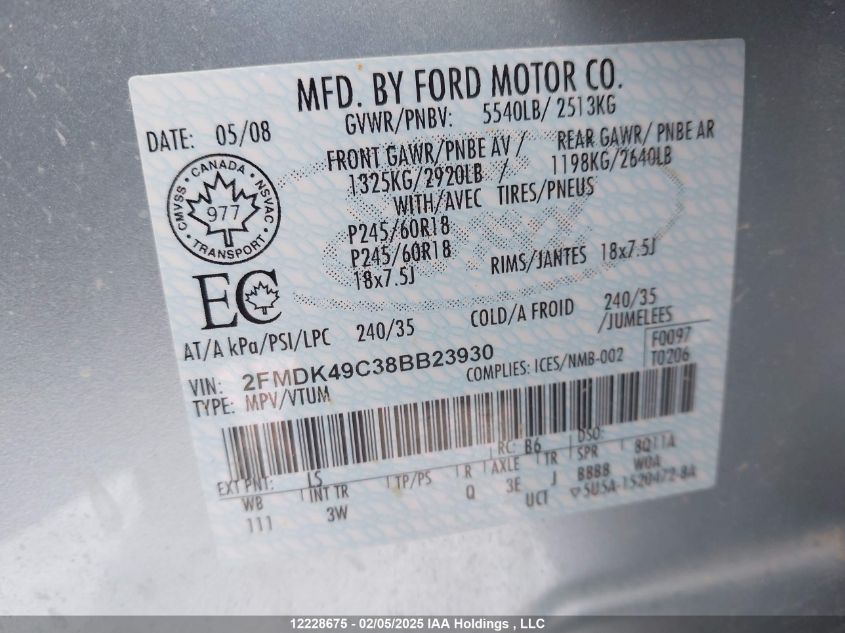 MFD. BY FORD MOTOR CO.
DATE: 05/08 GVWR/PNBV: 5540LB/ 2513KG
FRONT GAWR/PNBE AV / REAR GAWR/ PNBE AR
1325KG/2920LB / 1198KG/2640LB
WITH/AVEC TIRES/PNEUS
P245/60R18
P245/60R18
18x7.5J RIMS/JANTES 18x7.5J
CANADA
CMVSS NSVAC
977
TRANSPORT
EC
AT/A kPa/PSI/LPC 240/35 COLD/A FROID 240/35
/JUMELEES
VIN: 2FMDK49C38BB23930 F0097
TYPE: MPV/VTUM COMPLIES: ICES/NMB-002 T0206
RC: B6 DSO:
EXT PNT: LS 8Q11A
WB INT TR TP/PS R AXLE TR SPR WOA
111 3W Q 3E J BBBB
UCT ▽5U5A-1520472-BA
12228675 - 02/05/2025 IAA Holdings , LLC